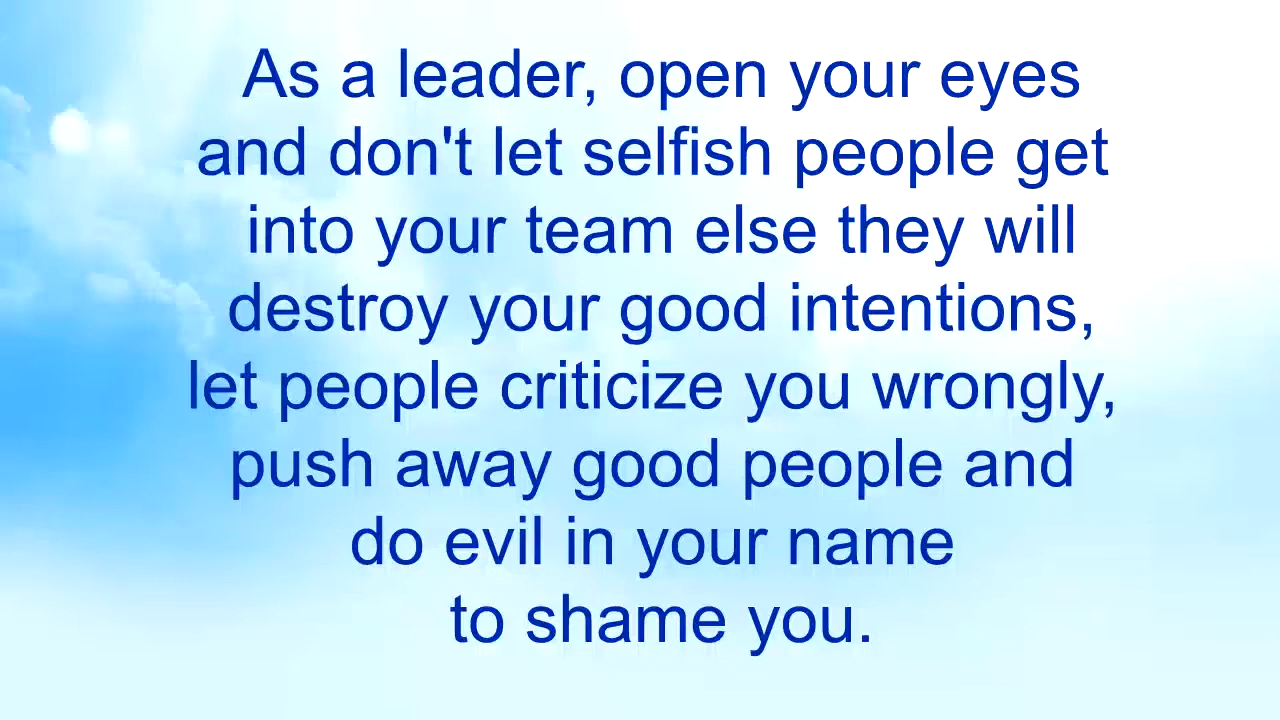 As a leader, open your eyes
and don't let selfish people get
into your team else they will
destroy your good intentions,
let people criticize you wrongly,
push away good people and
do evil in your name
to shame you.